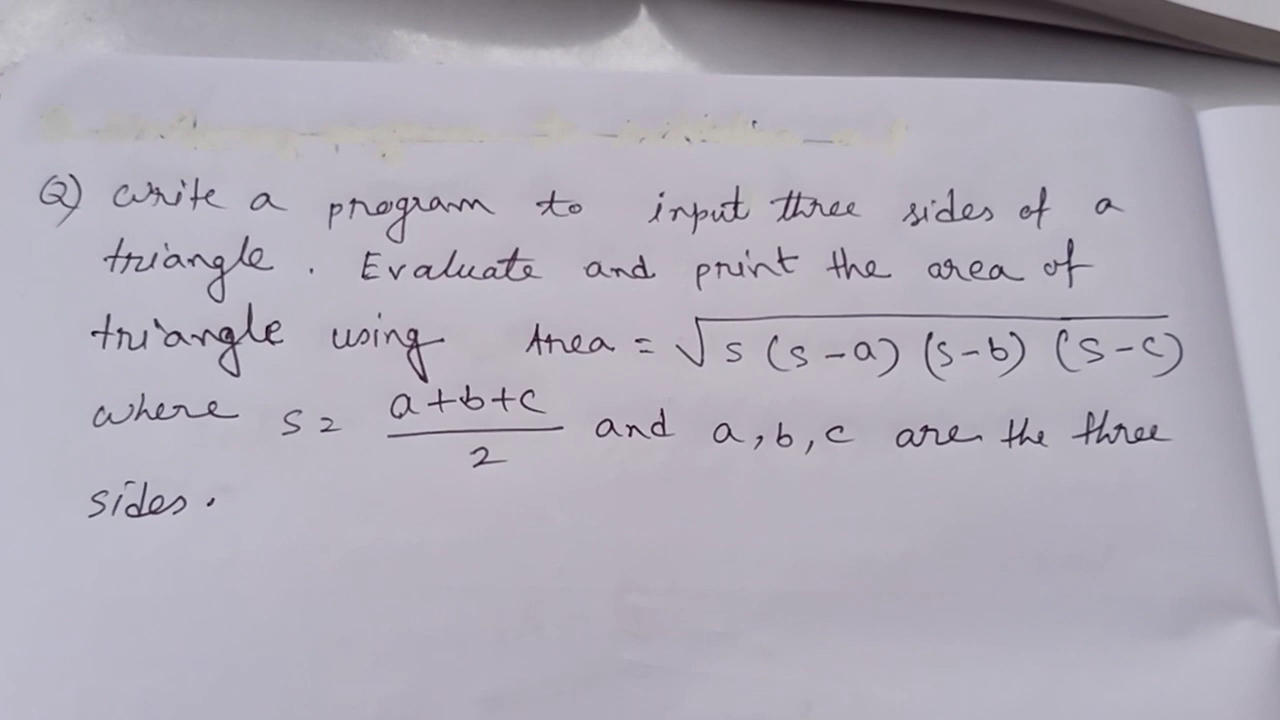 Q) write a program to input three sides of a
triangle. Evaluate and print the area of
triangle using Area = √s(s-a)(s-b)(s-c)
where s = a+b+c/2 and a, b, c are the three
sides.